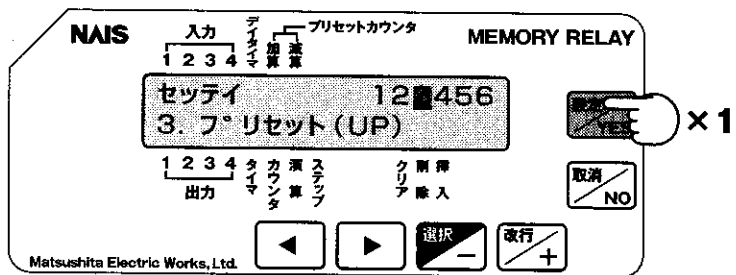 NAIS
入力
デイタイマ
加算
減算
プリセットカウンタ
MEMORY RELAY
1 2 3 4
セッテイ 12■456
3. プリセット(UP)
YES
×1
1 2 3 4
出力
タイマ
カウンタ
演算
ステップ
クリア
削除
挿入
取消
NO
◀ ▶
選択
−
改行
+
Matsushita Electric Works, Ltd.